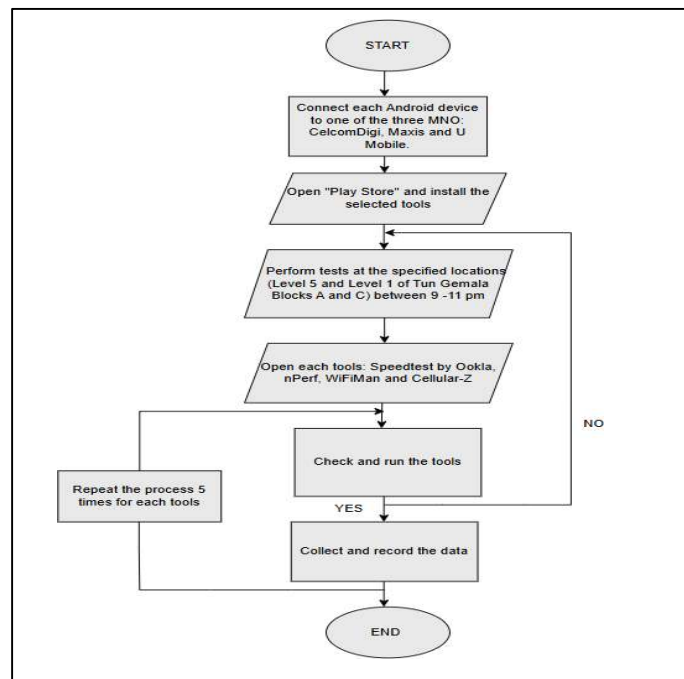 START
Connect each Android device
to one of the three MNO:
CelcomDigi, Maxis and U
Mobile.
Open "Play Store" and install the
selected tools
Perform tests at the specified locations
(Level 5 and Level 1 of Tun Gemala
Blocks A and C) between 9 -11 pm
Open each tools: Speedtest by Ookla,
nPerf, WiFiMan and Cellular-Z
NO
Check and run the tools
Repeat the process 5
times for each tools
YES
Collect and record the data
END